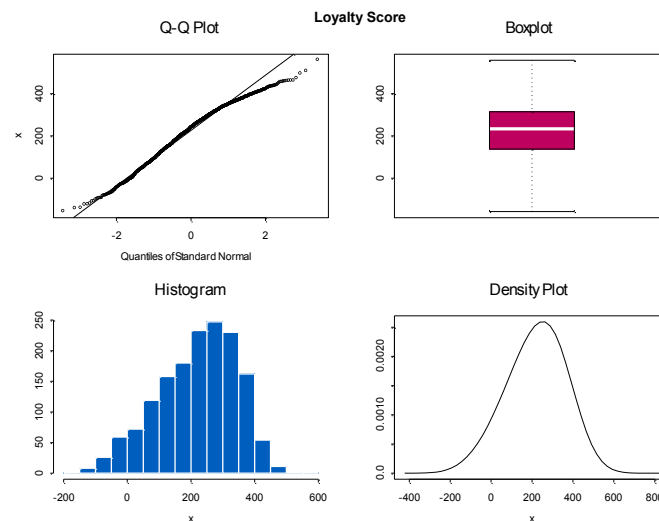 Loyalty Score
Q-Q Plot
x
400
200
0
-2 0 2
Quantiles of Standard Normal
Boxplot
400
200
0
Histogram
250
200
150
100
50
0
-200 0 200 400 600
x
Density Plot
0.0020
0.0010
0.0
-400 0 200 400 600 800
x